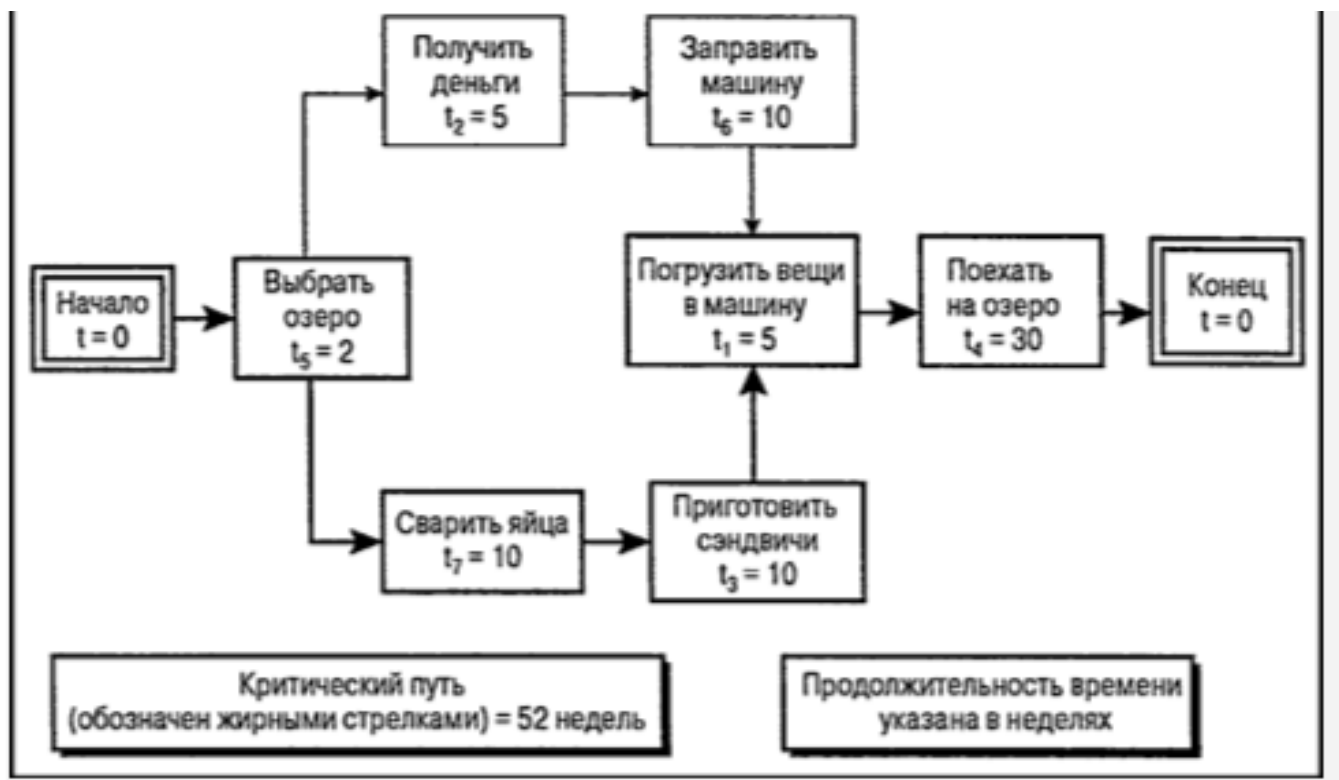 Получить
деньги
t₂ = 5
Заправить
машину
t₆ = 10
Начало
t = 0
Выбрать
озеро
t₅ = 2
Погрузить вещи
в машину
t₁ = 5
Поехать
на озеро
t₄ = 30
Конец
t = 0
Сварить яйца
t₇ = 10
Приготовить
сэндвичи
t₃ = 10
Критический путь
(обозначен жирными стрелками) = 52 недель
Продолжительность времени
указана в неделях